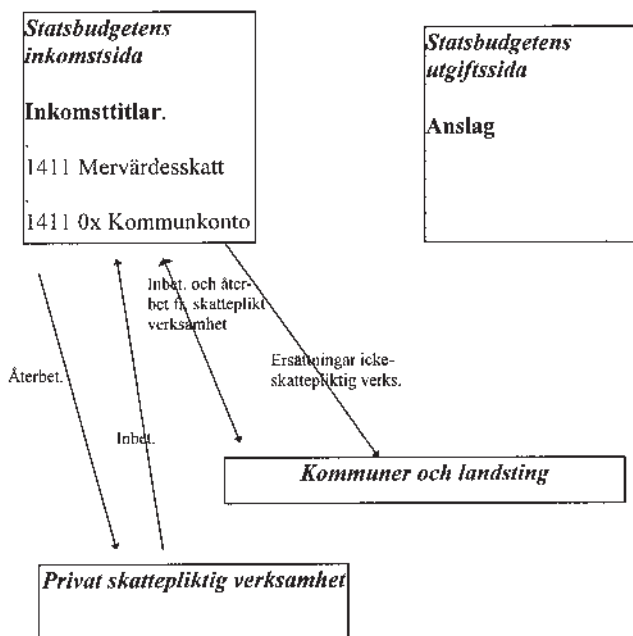 Statsbudgetens
inkomstsida
Inkomsttitlar.
1411 Mervärdesskatt
1411 0x Kommunkonto
Statsbudgetens
utgiftssida
Anslag
Inbet. och åter-
bet fr. skatteplikt
verksamhet
Ersättningar icke-
skattepliktig verks.
Återbet.
Inbet.
Kommuner och landsting
Privat skattepliktig verksamhet